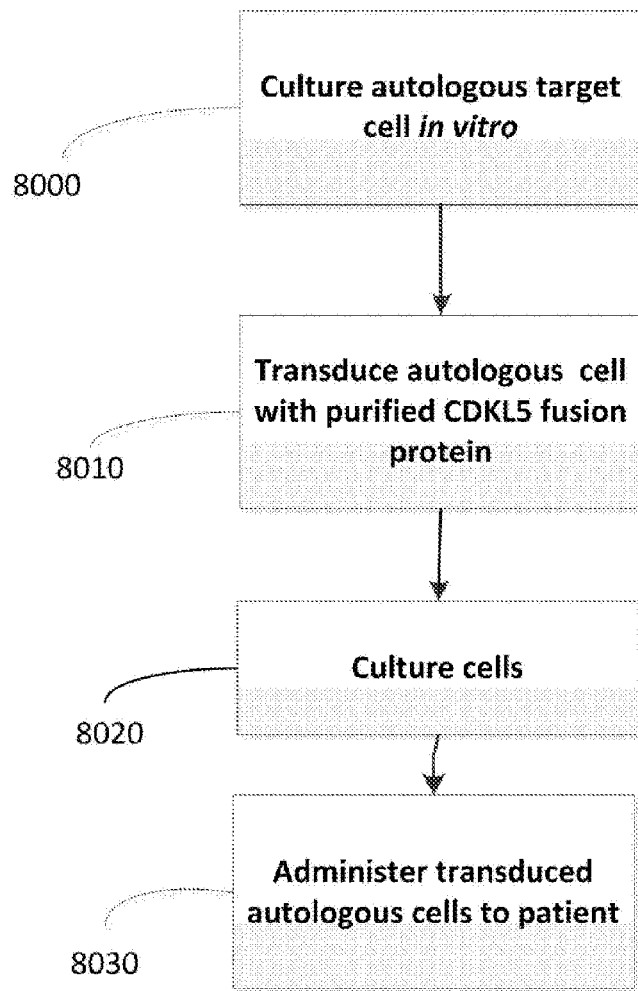 Culture autologous target
cell in vitro
8000
Transduce autologous cell
with purified CDKL5 fusion
protein
8010
Culture cells
8020
Administer transduced
autologous cells to patient
8030